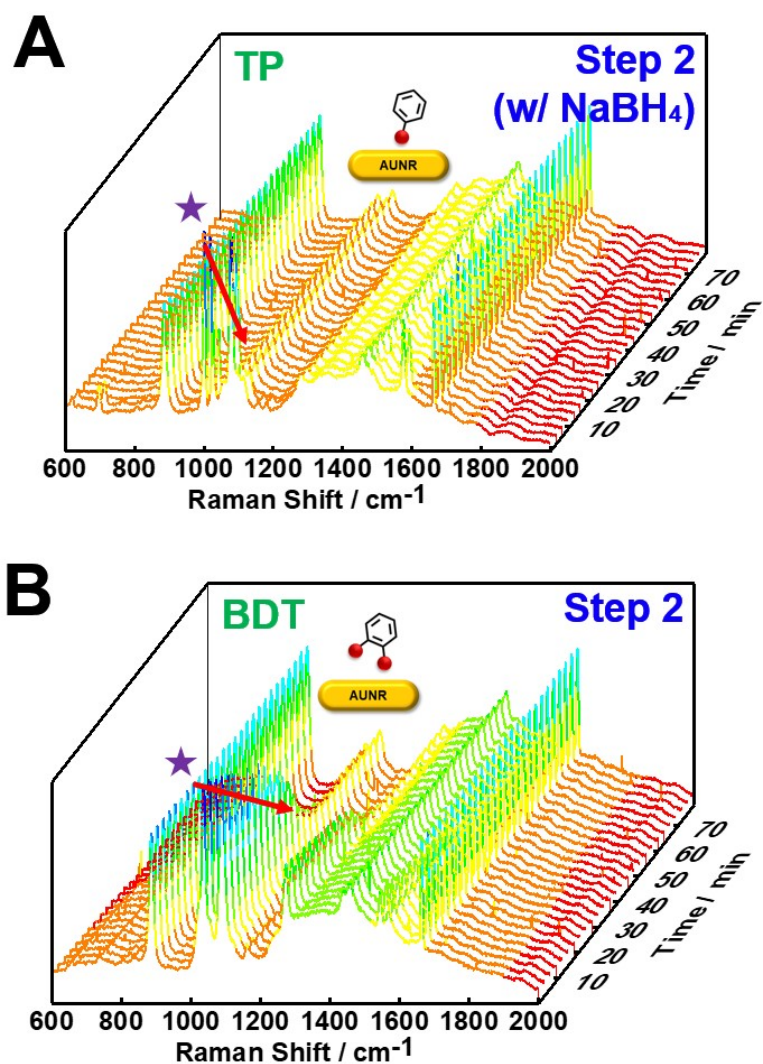 A
TP
Step 2
(w/ NaBH₄)
AUNR
70
60
50
40
30
20
10
Time / min
600 800 1000 1200 1400 1600 1800 2000
Raman Shift / cm⁻¹
B
BDT
Step 2
AUNR
70
60
50
40
30
20
10
Time / min
600 800 1000 1200 1400 1600 1800 2000
Raman Shift / cm⁻¹